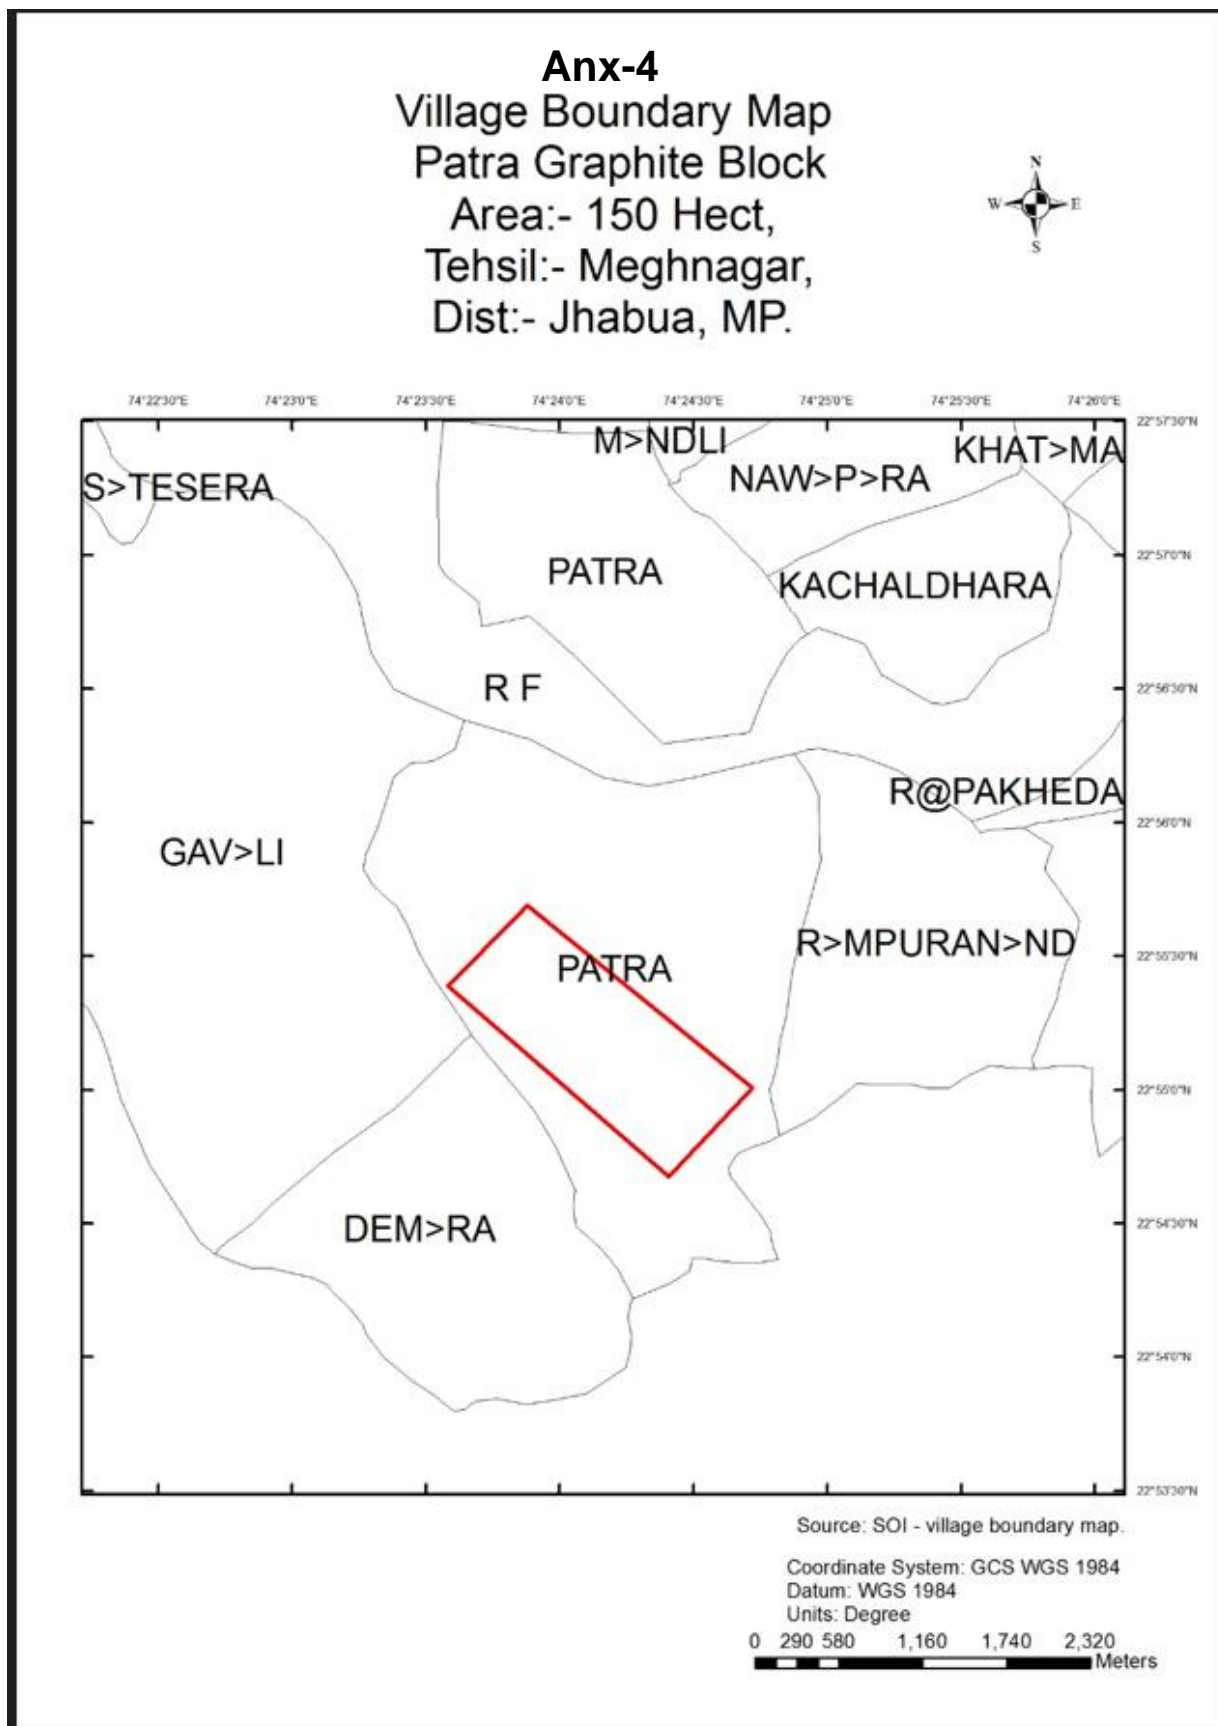 Anx-4
Village Boundary Map
Patra Graphite Block
Area:- 150 Hect,
Tehsil:- Meghnagar,
Dist:- Jhabua, MP.
N
W E
S
74°22'30"E 74°23'0"E 74°23'30"E 74°24'0"E 74°24'30"E 74°25'0"E 74°25'30"E 74°26'0"E
22°57'30"N
M>NDLI
KHAT>MA
NAW>P>RA
S>TESERA
22°57'0"N
PATRA
KACHALDHARA
R F
22°56'30"N
R@PAKHEDA
22°56'0"N
GAV>LI
R>MPURAN>ND
22°55'30"N
PATRA
22°55'0"N
DEM>RA
22°54'30"N
22°54'0"N
22°53'30"N
Source: SOI - village boundary map.
Coordinate System: GCS WGS 1984
Datum: WGS 1984
Units: Degree
0 290 580 1,160 1,740 2,320
Meters